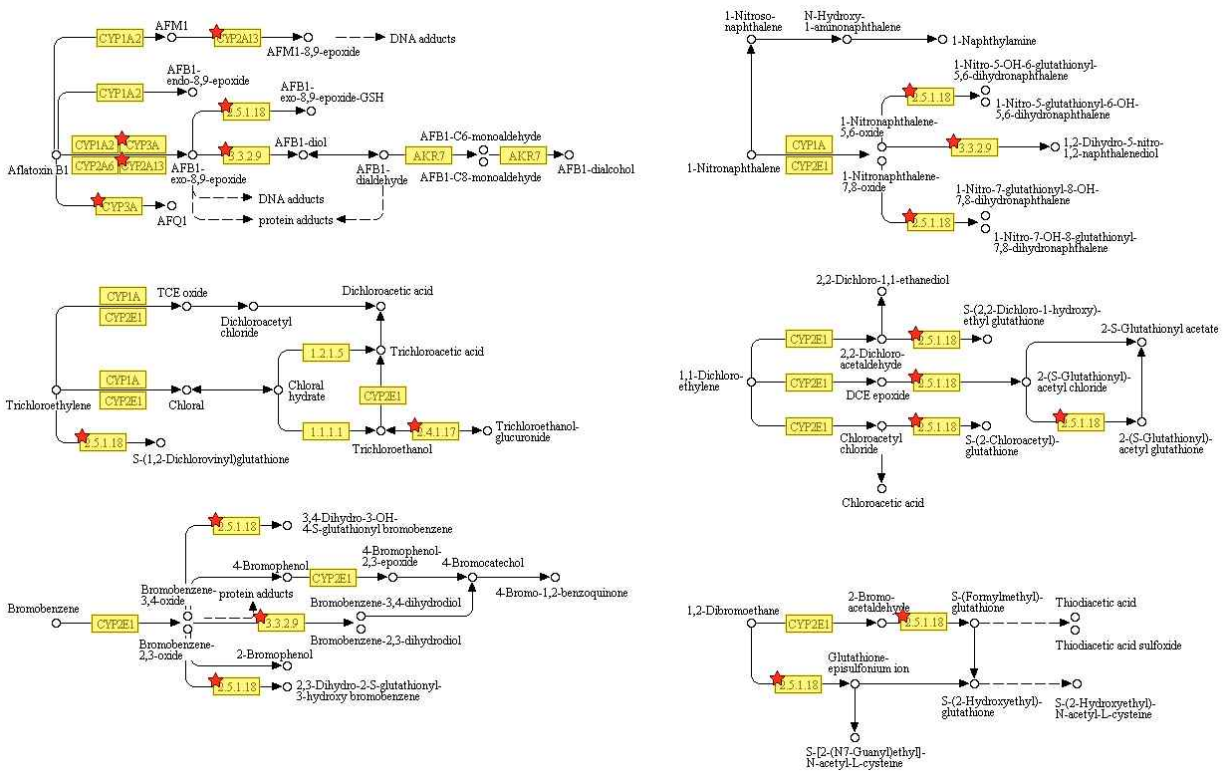 AFM1
CYP1A2
CYP2A13
AFM1-8,9-epoxide
DNA adducts
AFB1-
endo-8,9-epoxide
CYP1A2
AFB1-
exo-8,9-epoxide-GSH
2.5.1.18
CYP1A2
CYP3A
CYP2A6
CYP2A13
Aflatoxin B1
AFB1-
exo-8,9-epoxide
3.3.2.9
AFB1-diol
AFB1-
dialdehyde
AKR7
AFB1-C6-monoaldehyde
AFB1-C8-monoaldehyde
AKR7
AFB1-dialcohol
DNA adducts
protein adducts
CYP3A
AFQ1
1-Nitroso-
naphthalene
N-Hydroxy-
1-aminonaphthalene
1-Naphthylamine
1-Nitro-5-OH-6-glutathionyl-
5,6-dihydronaphthalene
2.5.1.18
1-Nitro-5-glutathionyl-6-OH-
5,6-dihydronaphthalene
1-Nitronaphthalene-
5,6-oxide
CYP1A
CYP2E1
1-Nitronaphthalene
3.3.2.9
1,2-Dihydro-5-nitro-
1,2-naphthalenediol
1-Nitronaphthalene-
7,8-oxide
1-Nitro-7-glutathionyl-8-OH-
7,8-dihydronaphthalene
2.5.1.18
1-Nitro-7-OH-8-glutathionyl-
7,8-dihydronaphthalene
CYP1A
CYP2E1
TCE oxide
Dichloroacetyl
chloride
Dichloroacetic acid
1.2.1.5
Trichloroacetic acid
CYP1A
CYP2E1
Trichloroethylene
Chloral
Chloral
hydrate
CYP2E1
2.5.1.18
S-(1,2-Dichlorovinyl)glutathione
1.1.1.1
Trichloroethanol
2.4.1.17
Trichloroethanol-
glucuronide
2,2-Dichloro-1,1-ethanediol
CYP2E1
2,2-Dichloro-
acetaldehyde
2.5.1.18
S-(2,2-Dichloro-1-hydroxy)-
ethyl glutathione
2-S-Glutathionyl acetate
1,1-Dichloro-
ethylene
CYP2E1
DCE epoxide
2.5.1.18
2-(S-Glutathionyl)-
acetyl chloride
CYP2E1
Chloroacetyl
chloride
2.5.1.18
S-(2-Chloroacetyl)-
glutathione
2.5.1.18
2-(S-Glutathionyl)-
acetyl glutathione
Chloroacetic acid
2.5.1.18
3,4-Dihydro-3-OH-
4-S-glutathionyl bromobenzene
4-Bromophenol
CYP2E1
4-Bromophenol-
2,3-epoxide
4-Bromocatechol
4-Bromo-1,2-benzoquinone
Bromobenzene-
3,4-oxide
protein adducts
Bromobenzene
CYP2E1
3.3.2.9
Bromobenzene-3,4-dihydrodiol
Bromobenzene-2,3-dihydrodiol
Bromobenzene-
2,3-oxide
2-Bromophenol
2.5.1.18
2,3-Dihydro-2-S-glutathionyl-
3-hydroxy bromobenzene
1,2-Dibromoethane
CYP2E1
2-Bromo-
acetaldehyde
2.5.1.18
S-(Formylmethyl)-
glutathione
Thiodiacetic acid
Thiodiacetic acid sulfoxide
2.5.1.18
Glutathione-
episulfonium ion
S-(2-Hydroxyethyl)-
glutathione
S-(2-Hydroxyethyl)-
N-acetyl-L-cysteine
S-[2-(N7-Guanyl)ethyl]-
N-acetyl-L-cysteine